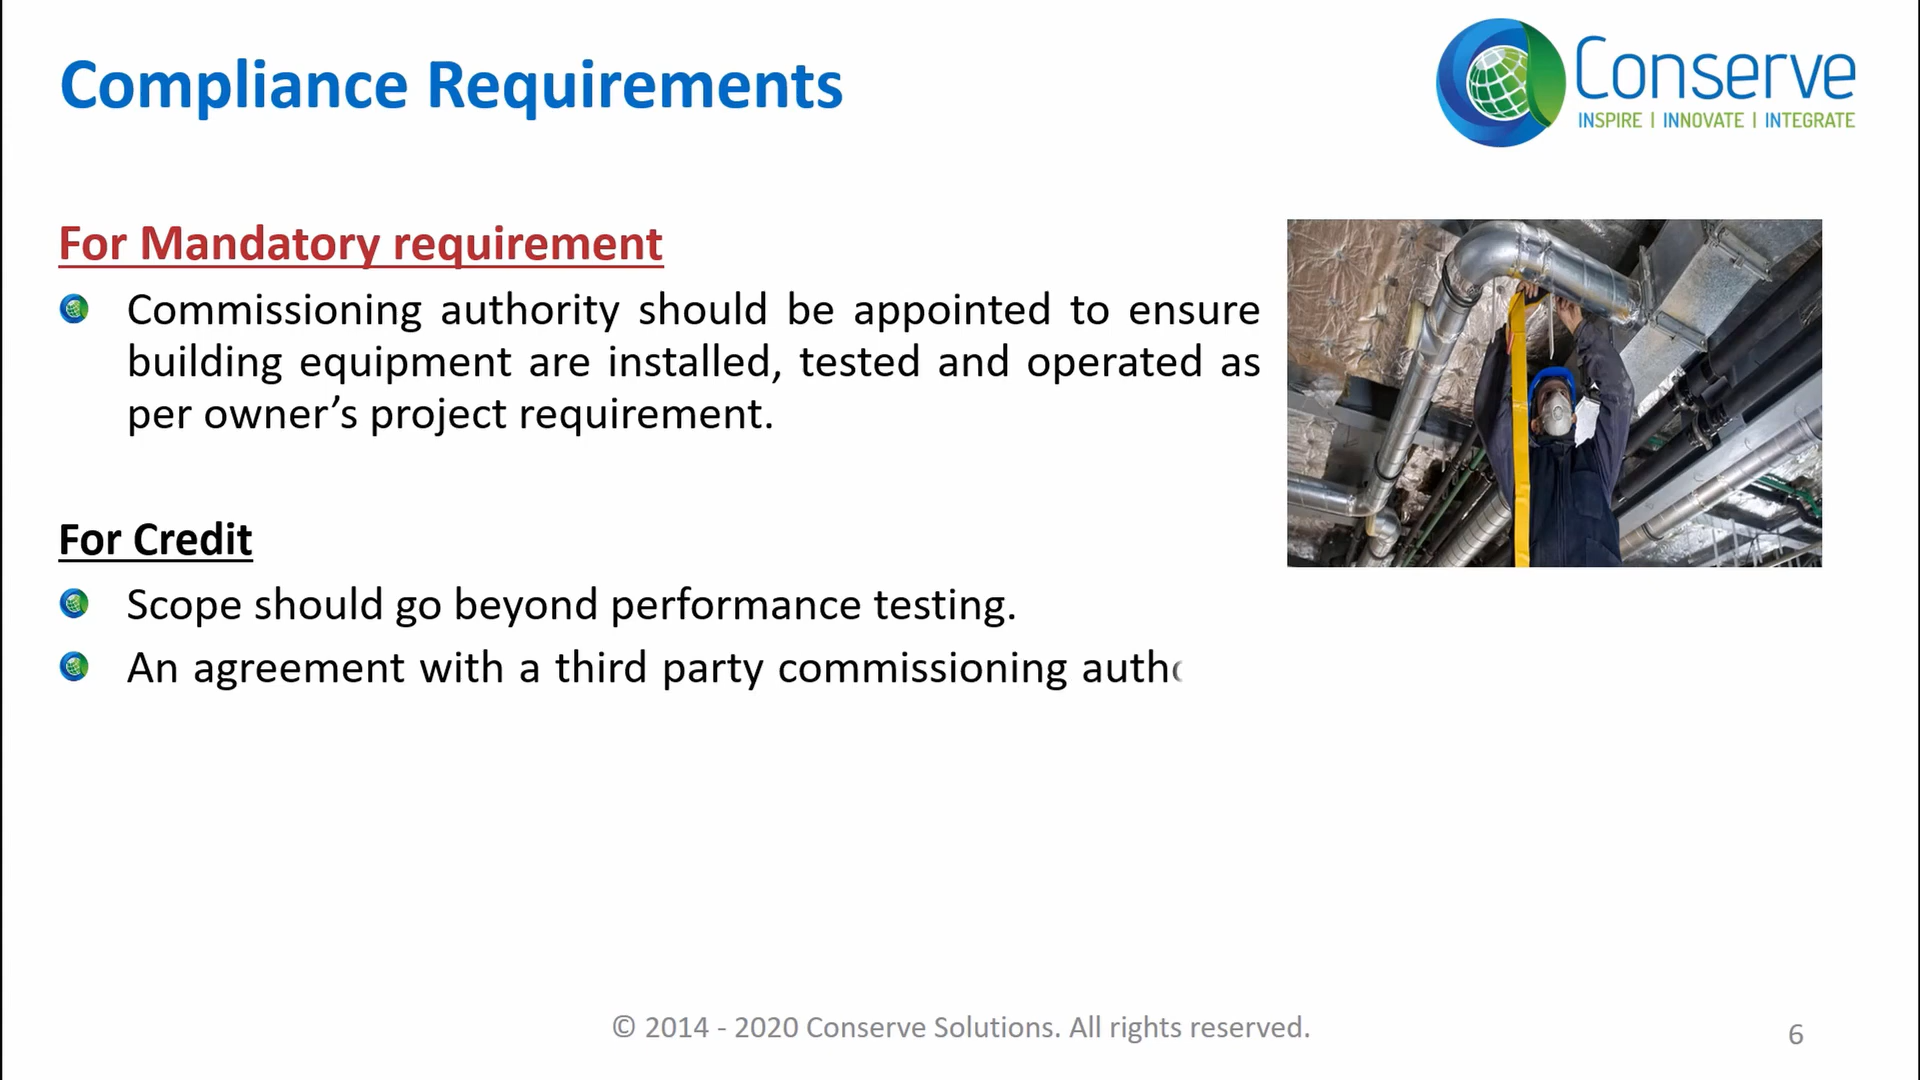 Compliance Requirements
Conserve
INSPIRE | INNOVATE | INTEGRATE
For Mandatory requirement
Commissioning authority should be appointed to ensure
building equipment are installed, tested and operated as
per owner’s project requirement.
For Credit
Scope should go beyond performance testing.
An agreement with a third party commissioning auth
© 2014 - 2020 Conserve Solutions. All rights reserved.
6